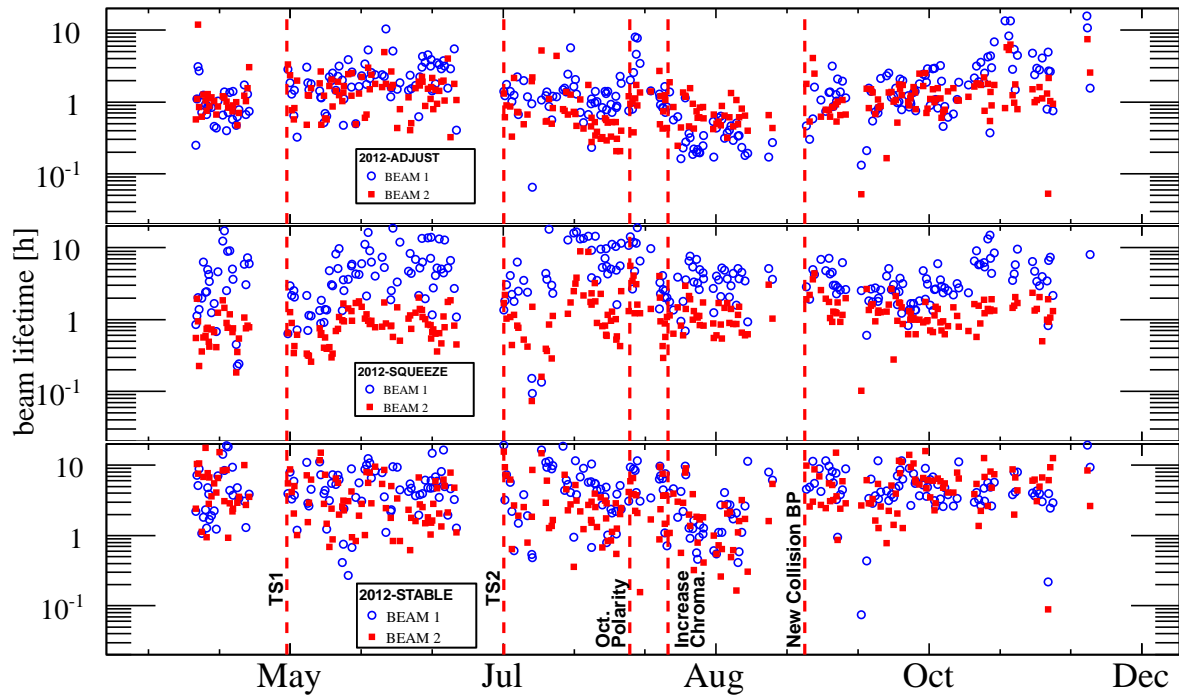 beam lifetime [h]
10
1
10⁻¹
2012-ADJUST
BEAM 1
BEAM 2
10
1
10⁻¹
2012-SQUEEZE
BEAM 1
BEAM 2
10
1
10⁻¹
2012-STABLE
BEAM 1
BEAM 2
TS1
TS2
Oct.
Polarity
Increase
Chroma.
New Collision BP
May
Jul
Aug
Oct
Dec